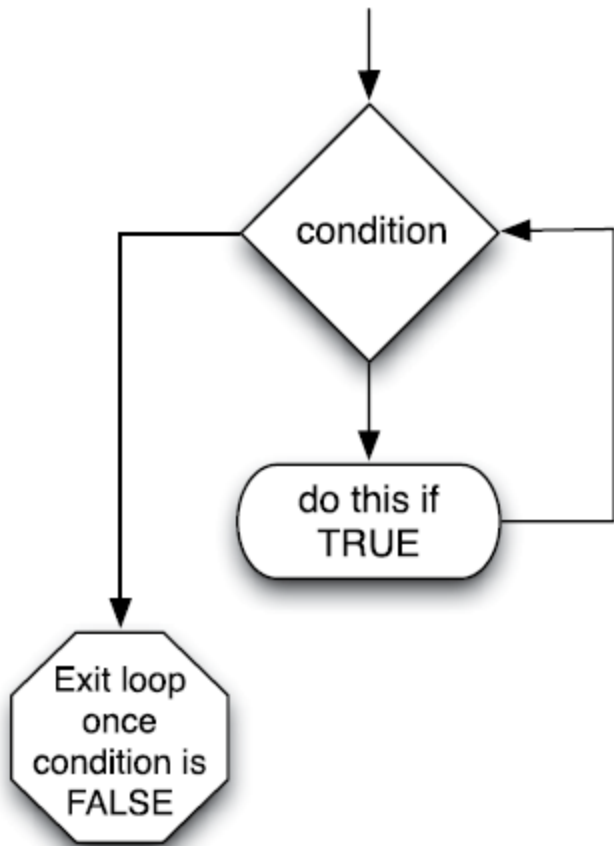 condition
do this if
TRUE
Exit loop
once
condition is
FALSE